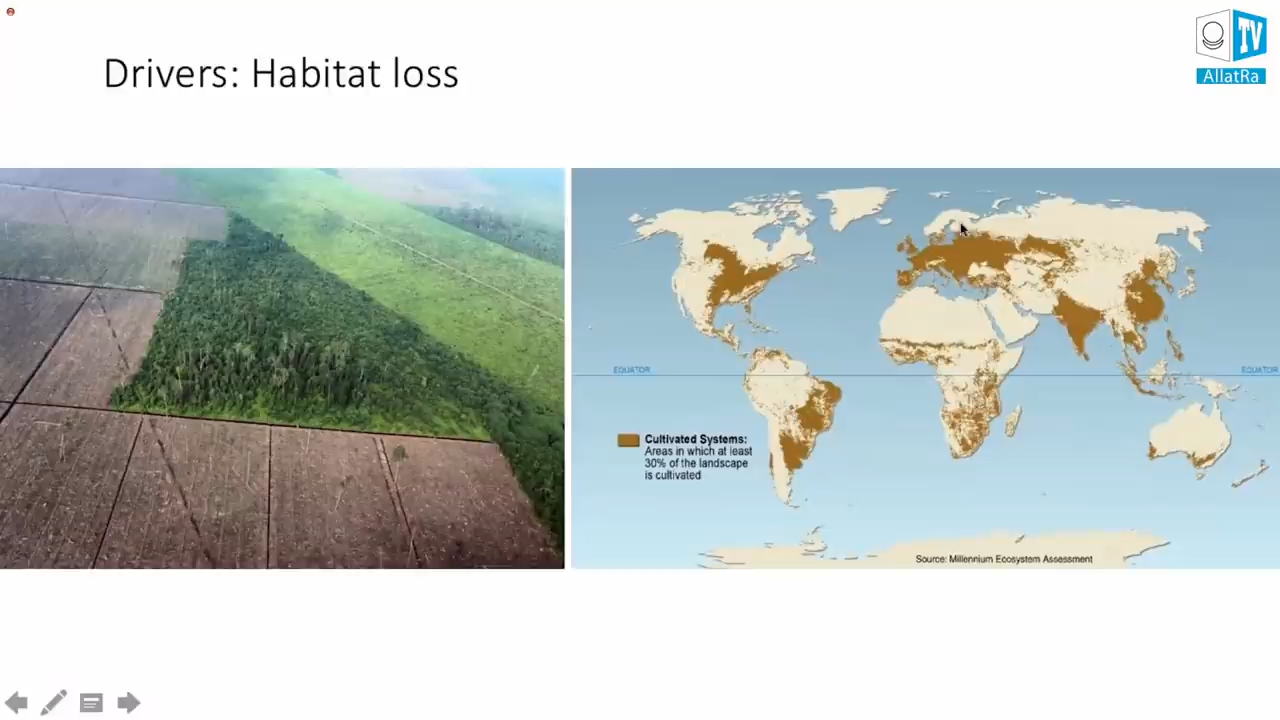 Drivers: Habitat loss
TV
AllatRa
EQUATOR
EQUATOR
Cultivated Systems:
Areas in which at least
30% of the landscape
is cultivated
Source: Millennium Ecosystem Assessment